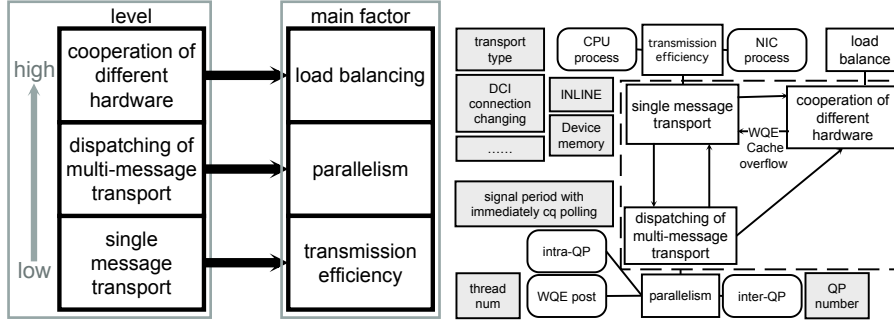 level
main factor
high
low
cooperation of
different
hardware
load balancing
dispatching of
multi-message
transport
parallelism
single
message
transport
transmission
efficiency
transport
type
CPU
process
transmission
efficiency
NIC
process
load
balance
DCI
connection
changing
INLINE
Device
memory
......
single message
transport
cooperation of
different
hardware
WQE
Cache
overflow
signal period with
immediately cq polling
dispatching of
multi-message
transport
intra-QP
thread
num
WQE post
parallelism
inter-QP
QP
number